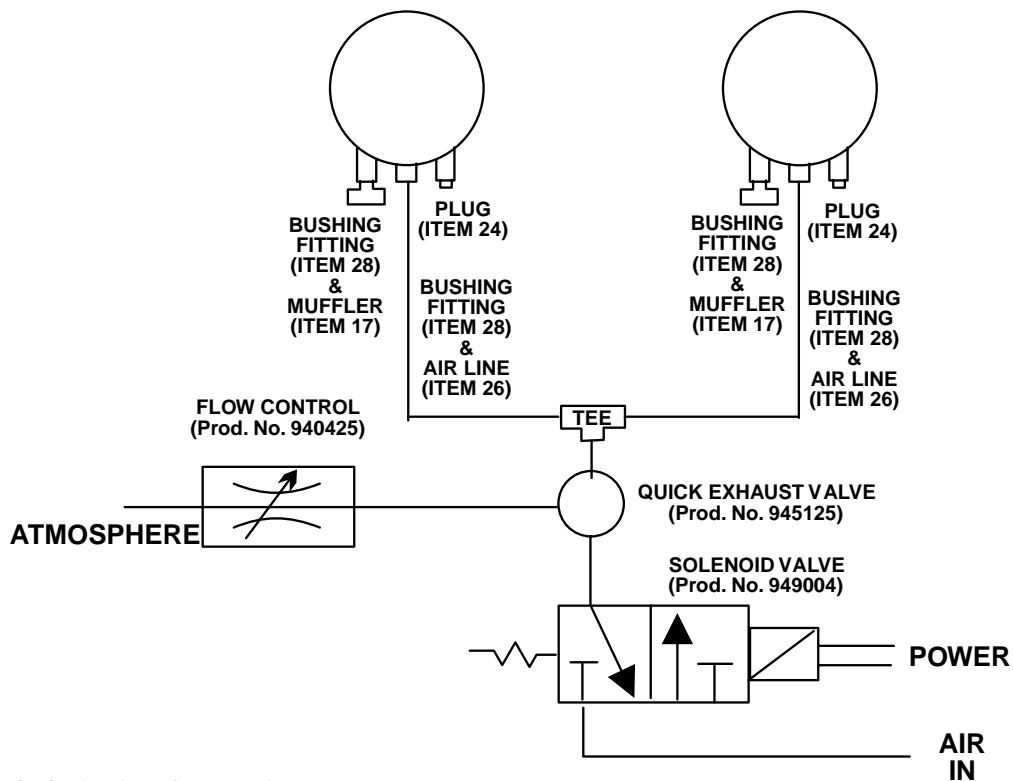 BUSHING
FITTING
(ITEM 28)
&
MUFFLER
(ITEM 17)
PLUG
(ITEM 24)
BUSHING
FITTING
(ITEM 28)
&
AIR LINE
(ITEM 26)
BUSHING
FITTING
(ITEM 28)
&
MUFFLER
(ITEM 17)
PLUG
(ITEM 24)
BUSHING
FITTING
(ITEM 28)
&
AIR LINE
(ITEM 26)
FLOW CONTROL
(Prod. No. 940425)
TEE
ATMOSPHERE
QUICK EXHAUST VALVE
(Prod. No. 945125)
SOLENOID VALVE
(Prod. No. 949004)
POWER
AIR
IN